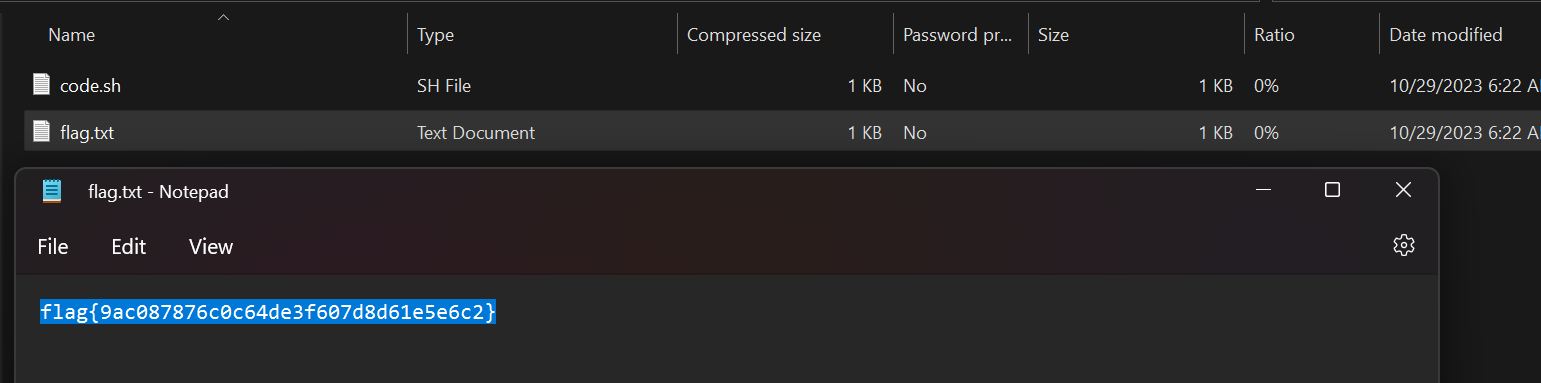 Name Type Compressed size Password pr... Size Ratio Date modified
code.sh SH File 1 KB No 1 KB 0% 10/29/2023 6:22 A
flag.txt Text Document 1 KB No 1 KB 0% 10/29/2023 6:22 A
flag.txt - Notepad
File Edit View
flag{9ac087876c0c64de3f607d8d61e5e6c2}